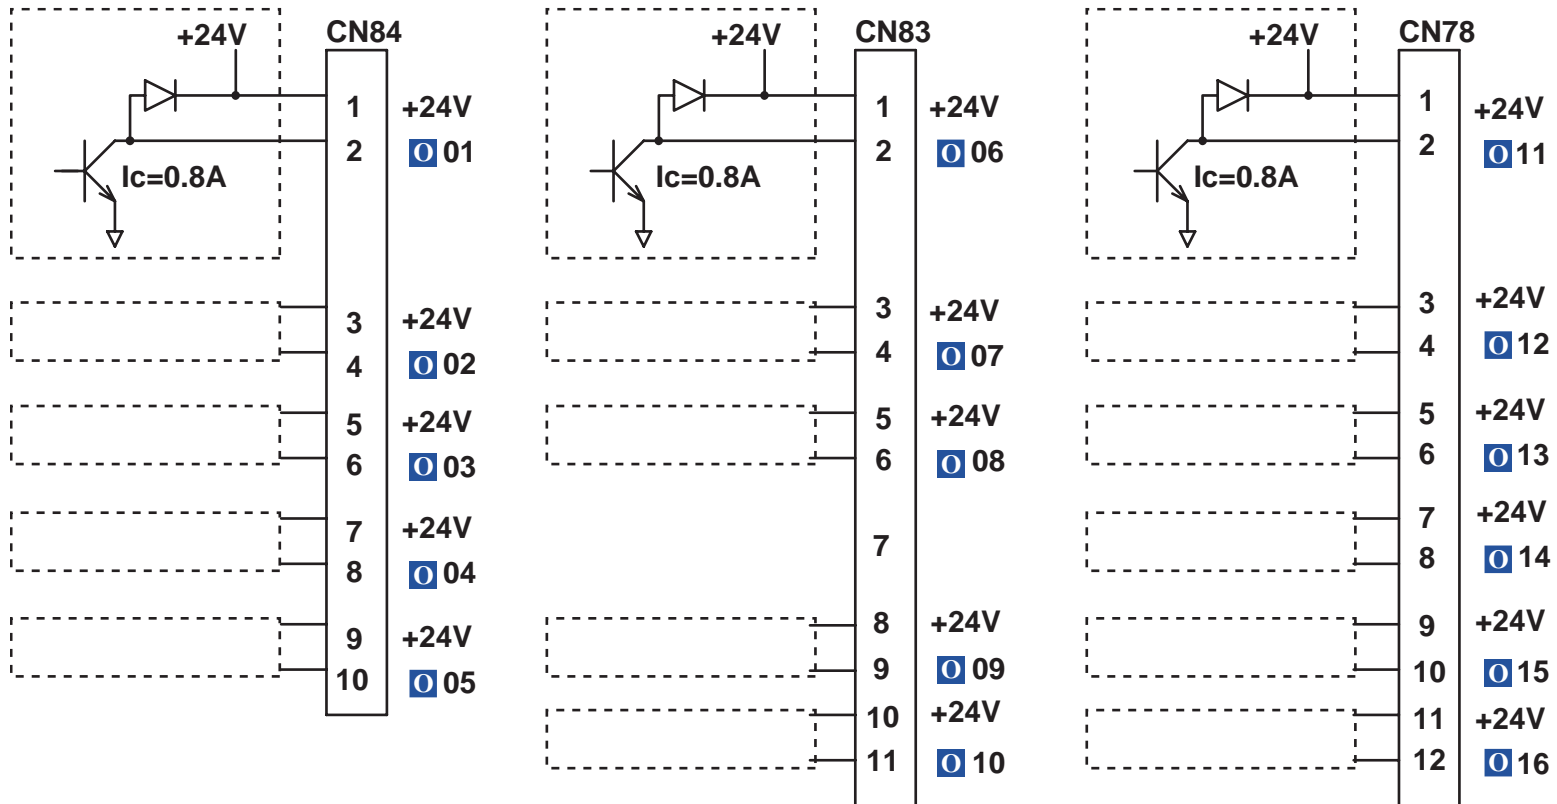 +24V CN84
1 +24V
2 O 01
Ic=0.8A
3 +24V
4 O 02
5 +24V
6 O 03
7 +24V
8 O 04
9 +24V
10 O 05
+24V CN83
1 +24V
2 O 06
Ic=0.8A
3 +24V
4 O 07
5 +24V
6 O 08
7
8 +24V
9 O 09
10 +24V
11 O 10
+24V CN78
1 +24V
2 O 11
Ic=0.8A
3 +24V
4 O 12
5 +24V
6 O 13
7 +24V
8 O 14
9 +24V
10 O 15
11 +24V
12 O 16